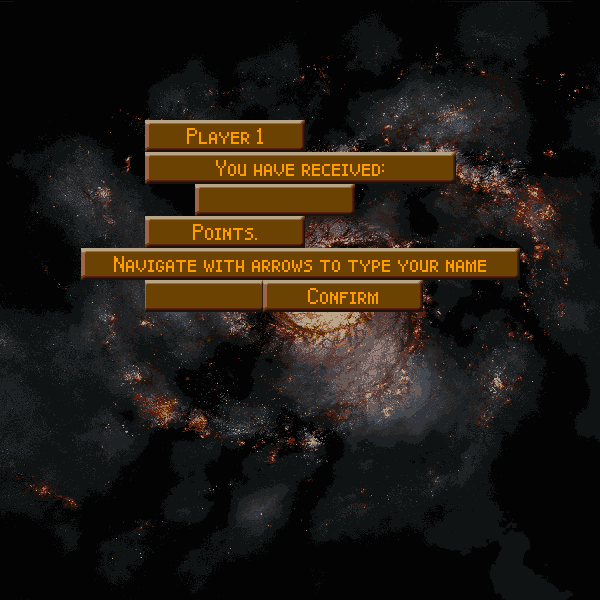 Player 1
You have received:
Points.
Navigate with arrows to type your name
Confirm